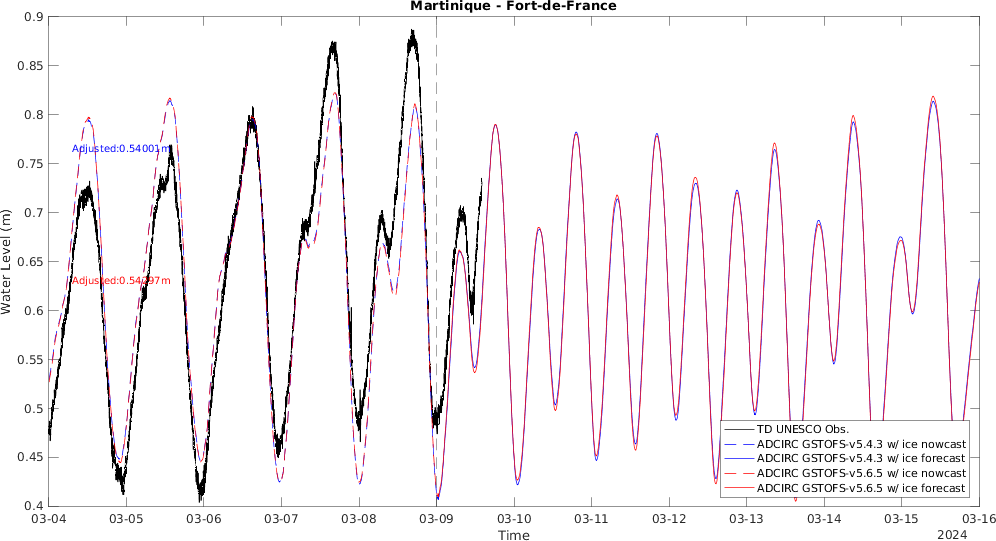 Martinique - Fort-de-France
0.9
0.85
0.8
0.75
0.7
0.65
0.6
0.55
0.5
0.45
0.4
Water Level (m)
Adjusted:0.54001m
TD UNESCO Obs.
ADCIRC GSTOFS-v5.4.3 w/ ice nowcast
ADCIRC GSTOFS-v5.4.3 w/ ice forecast
ADCIRC GSTOFS-v5.6.5 w/ ice nowcast
ADCIRC GSTOFS-v5.6.5 w/ ice forecast
03-04 03-05 03-06 03-07 03-08 03-09 03-10 03-11 03-12 03-13 03-14 03-15 03-16
Time
2024